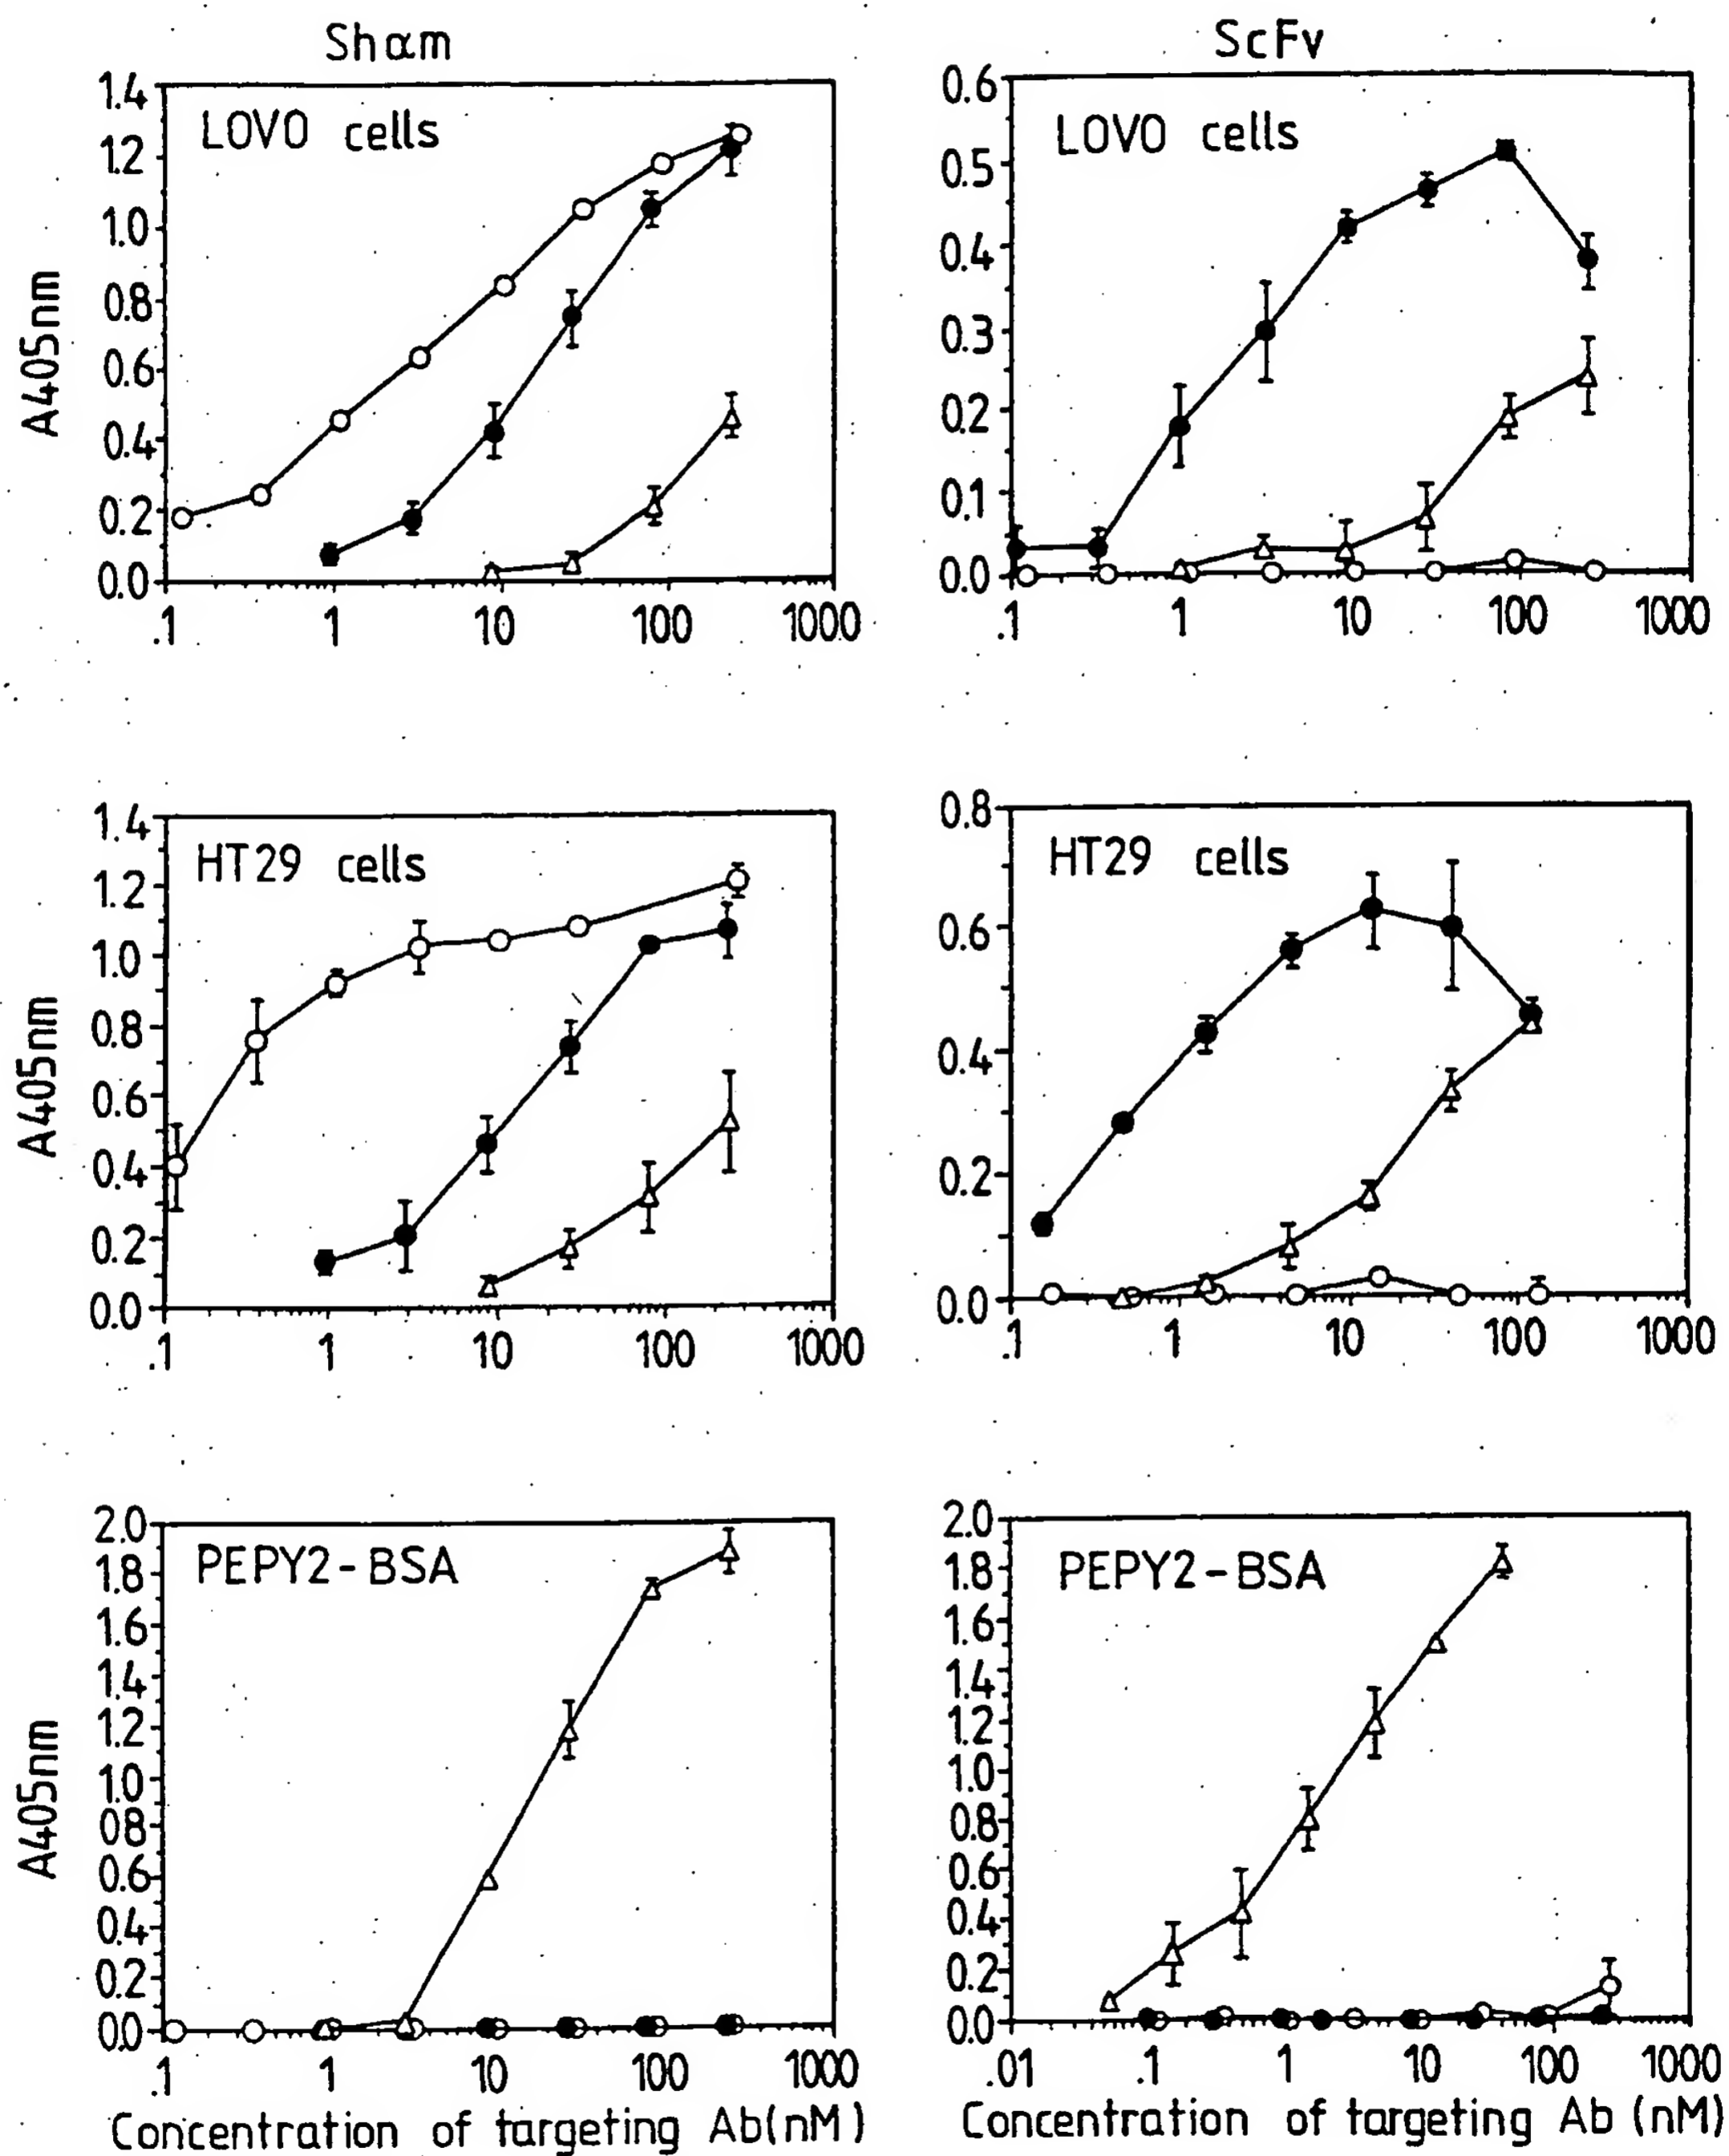 Sham
ScFv
1.4
1.2
1.0
0.8
0.6
0.4
0.2
0.0
A405nm
LOVO cells
.1 1 10 100 1000
0.6
0.5
0.4
0.3
0.2
0.1
0.0
LOVO cells
.1 1 10 100 1000
1.4
1.2
1.0
0.8
0.6
0.4
0.2
0.0
A405nm
HT29 cells
.1 1 10 100 1000
0.8
0.6
0.4
0.2
0.0
HT29 cells
.1 1 10 100 1000
2.0
1.8
1.6
1.4
1.2
1.0
0.8
0.6
0.4
0.2
0.0
A405nm
PEPY2-BSA
.1 1 10 100 1000
Concentration of targeting Ab(nM)
2.0
1.8
1.6
1.4
1.2
1.0
0.8
0.6
0.4
0.2
0.0
PEPY2-BSA
.01 .1 1 10 100 1000
Concentration of targeting Ab (nM)